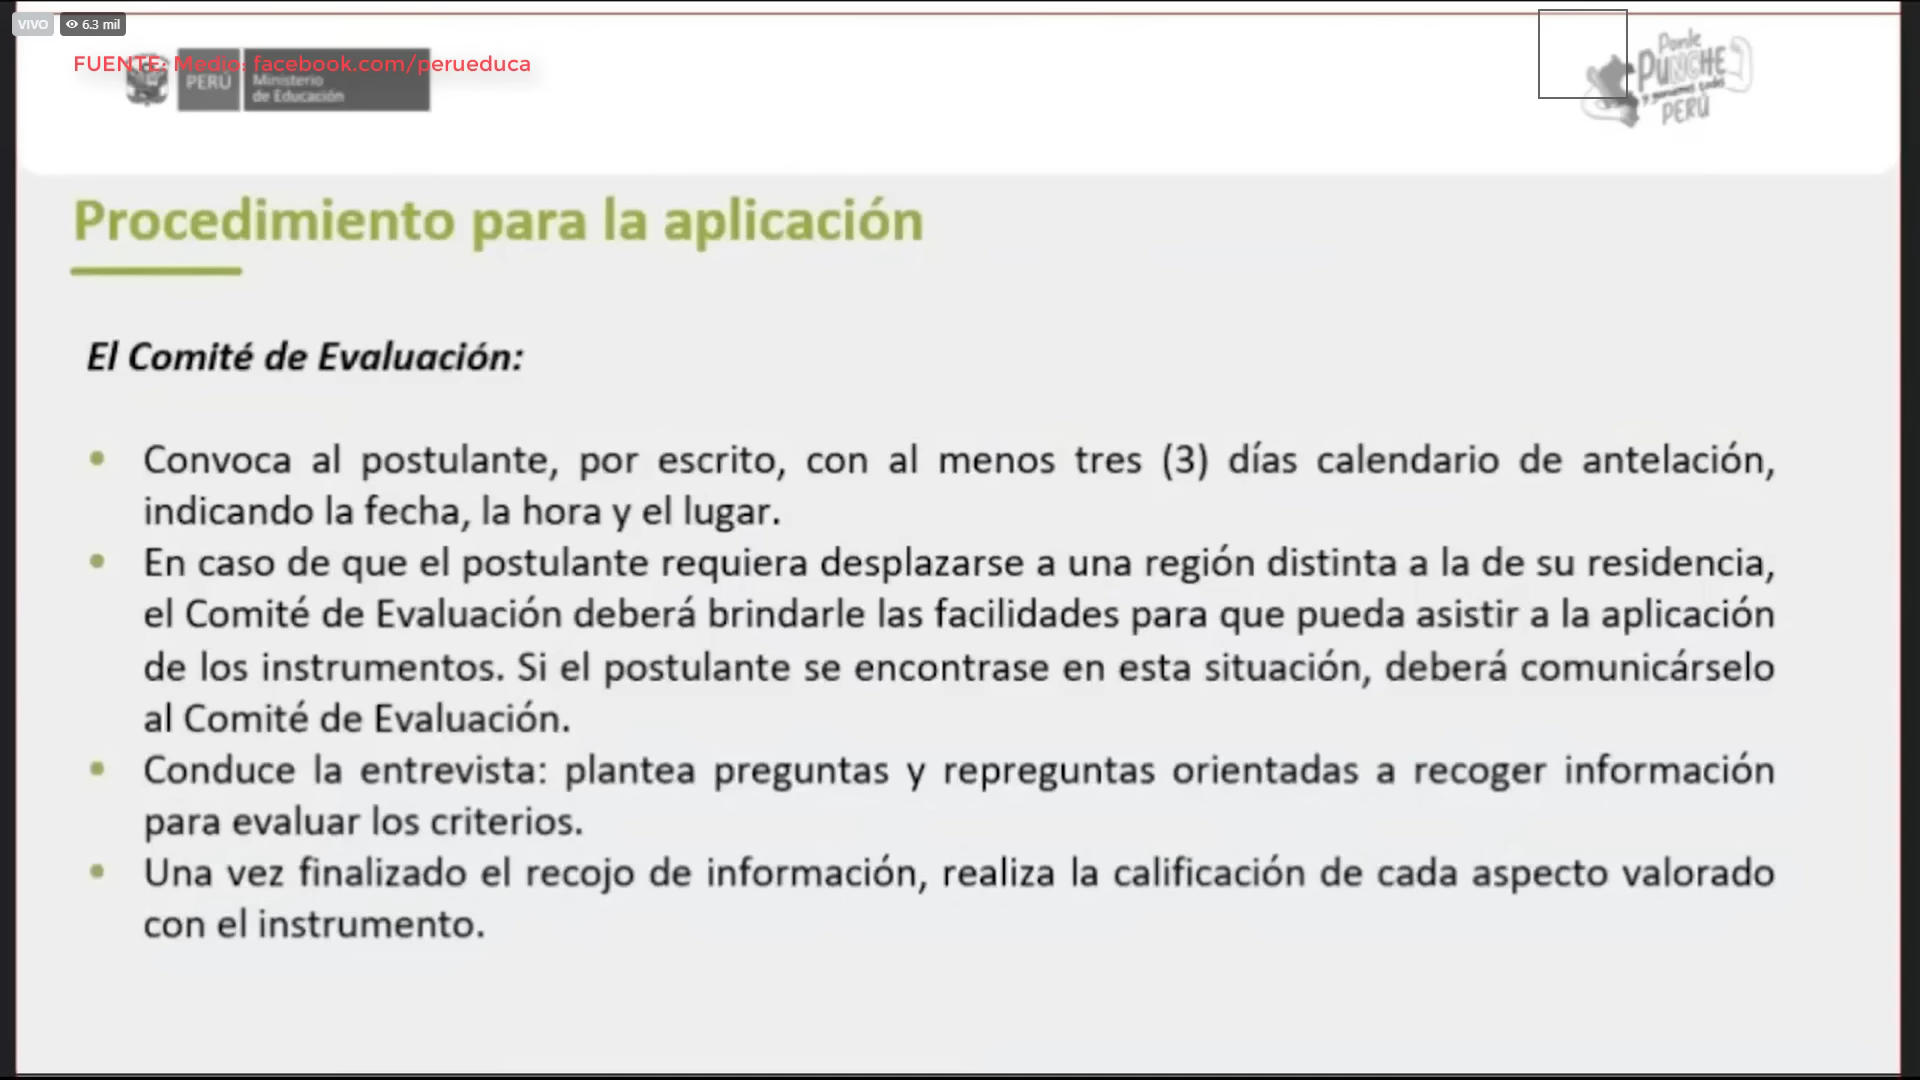 VIVO 6.3 mil
FUENTE: Medio: facebook.com/perueduca
PERÚ
Ministerio
de Educación
Ponle
PUNCHE
PERÚ
Procedimiento para la aplicación
El Comité de Evaluación:
• Convoca al postulante, por escrito, con al menos tres (3) días calendario de antelación,
indicando la fecha, la hora y el lugar.
• En caso de que el postulante requiera desplazarse a una región distinta a la de su residencia,
el Comité de Evaluación deberá brindarle las facilidades para que pueda asistir a la aplicación
de los instrumentos. Si el postulante se encontrase en esta situación, deberá comunicárselo
al Comité de Evaluación.
• Conduce la entrevista: plantea preguntas y repreguntas orientadas a recoger información
para evaluar los criterios.
• Una vez finalizado el recojo de información, realiza la calificación de cada aspecto valorado
con el instrumento.